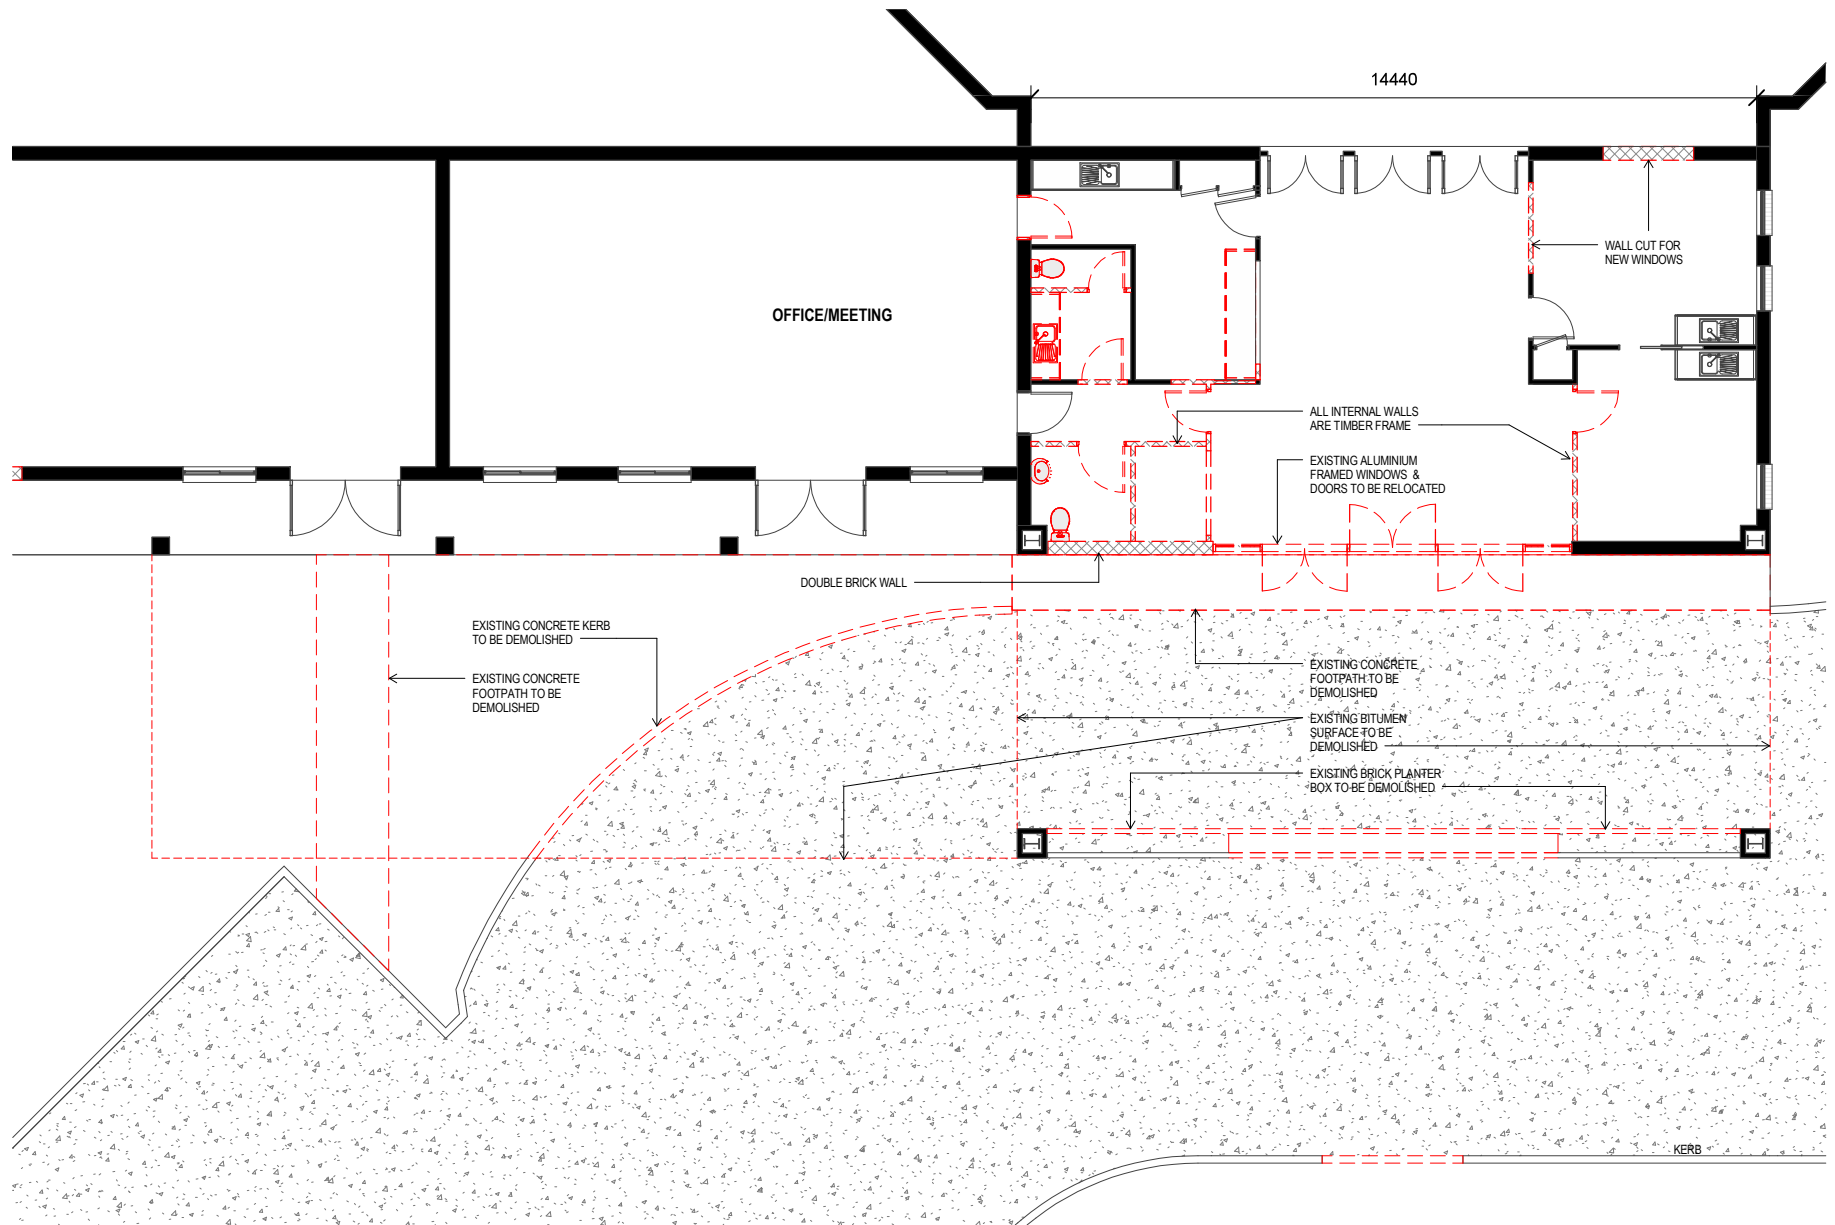 14440
WALL CUT FOR
NEW WINDOWS
OFFICE/MEETING
ALL INTERNAL WALLS
ARE TIMBER FRAME
EXISTING ALUMINIUM
FRAMED WINDOWS &
DOORS TO BE RELOCATED
DOUBLE BRICK WALL
EXISTING CONCRETE KERB
TO BE DEMOLISHED
EXISTING CONCRETE
FOOTPATH TO BE
DEMOLISHED
EXISTING CONCRETE
FOOTPATH TO BE
DEMOLISHED
EXISTING BITUMEN
SURFACE TO BE
DEMOLISHED
EXISTING BRICK PLANTER
BOX TO BE DEMOLISHED
KERB